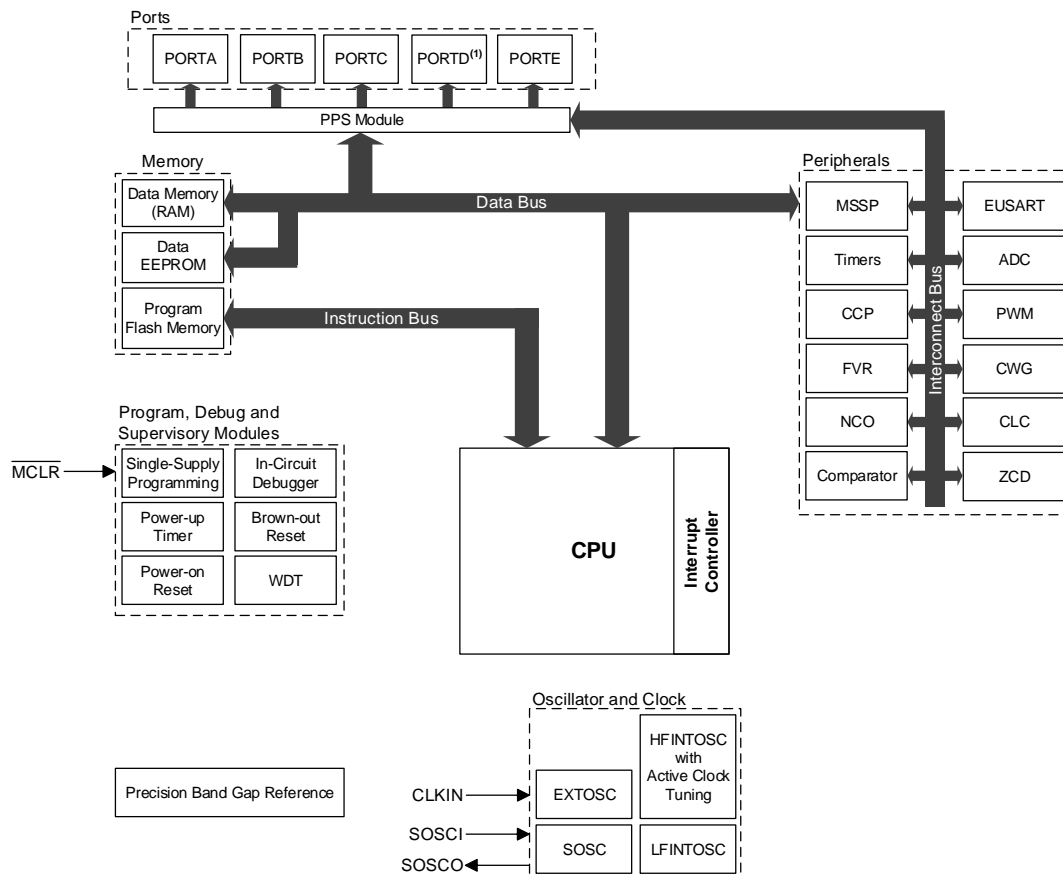 Ports
PORTA
PORTB
PORTC
PORTD(1)
PORTE
PPS Module
Memory
Data Memory
(RAM)
Data
EEPROM
Program
Flash Memory
Data Bus
Instruction Bus
Peripherals
MSSP
EUSART
Timers
ADC
CCP
PWM
FVR
CWG
NCO
CLC
Comparator
ZCD
Interconnect Bus
Program, Debug and
Supervisory Modules
MCLR
Single-Supply
Programming
In-Circuit
Debugger
Power-up
Timer
Brown-out
Reset
Power-on
Reset
WDT
CPU
Interrupt
Controller
Oscillator and Clock
HFINTOSC
with
Active Clock
Tuning
EXTOSC
SOSC
LFINTOSC
CLKIN
SOSCI
SOSCO
Precision Band Gap Reference